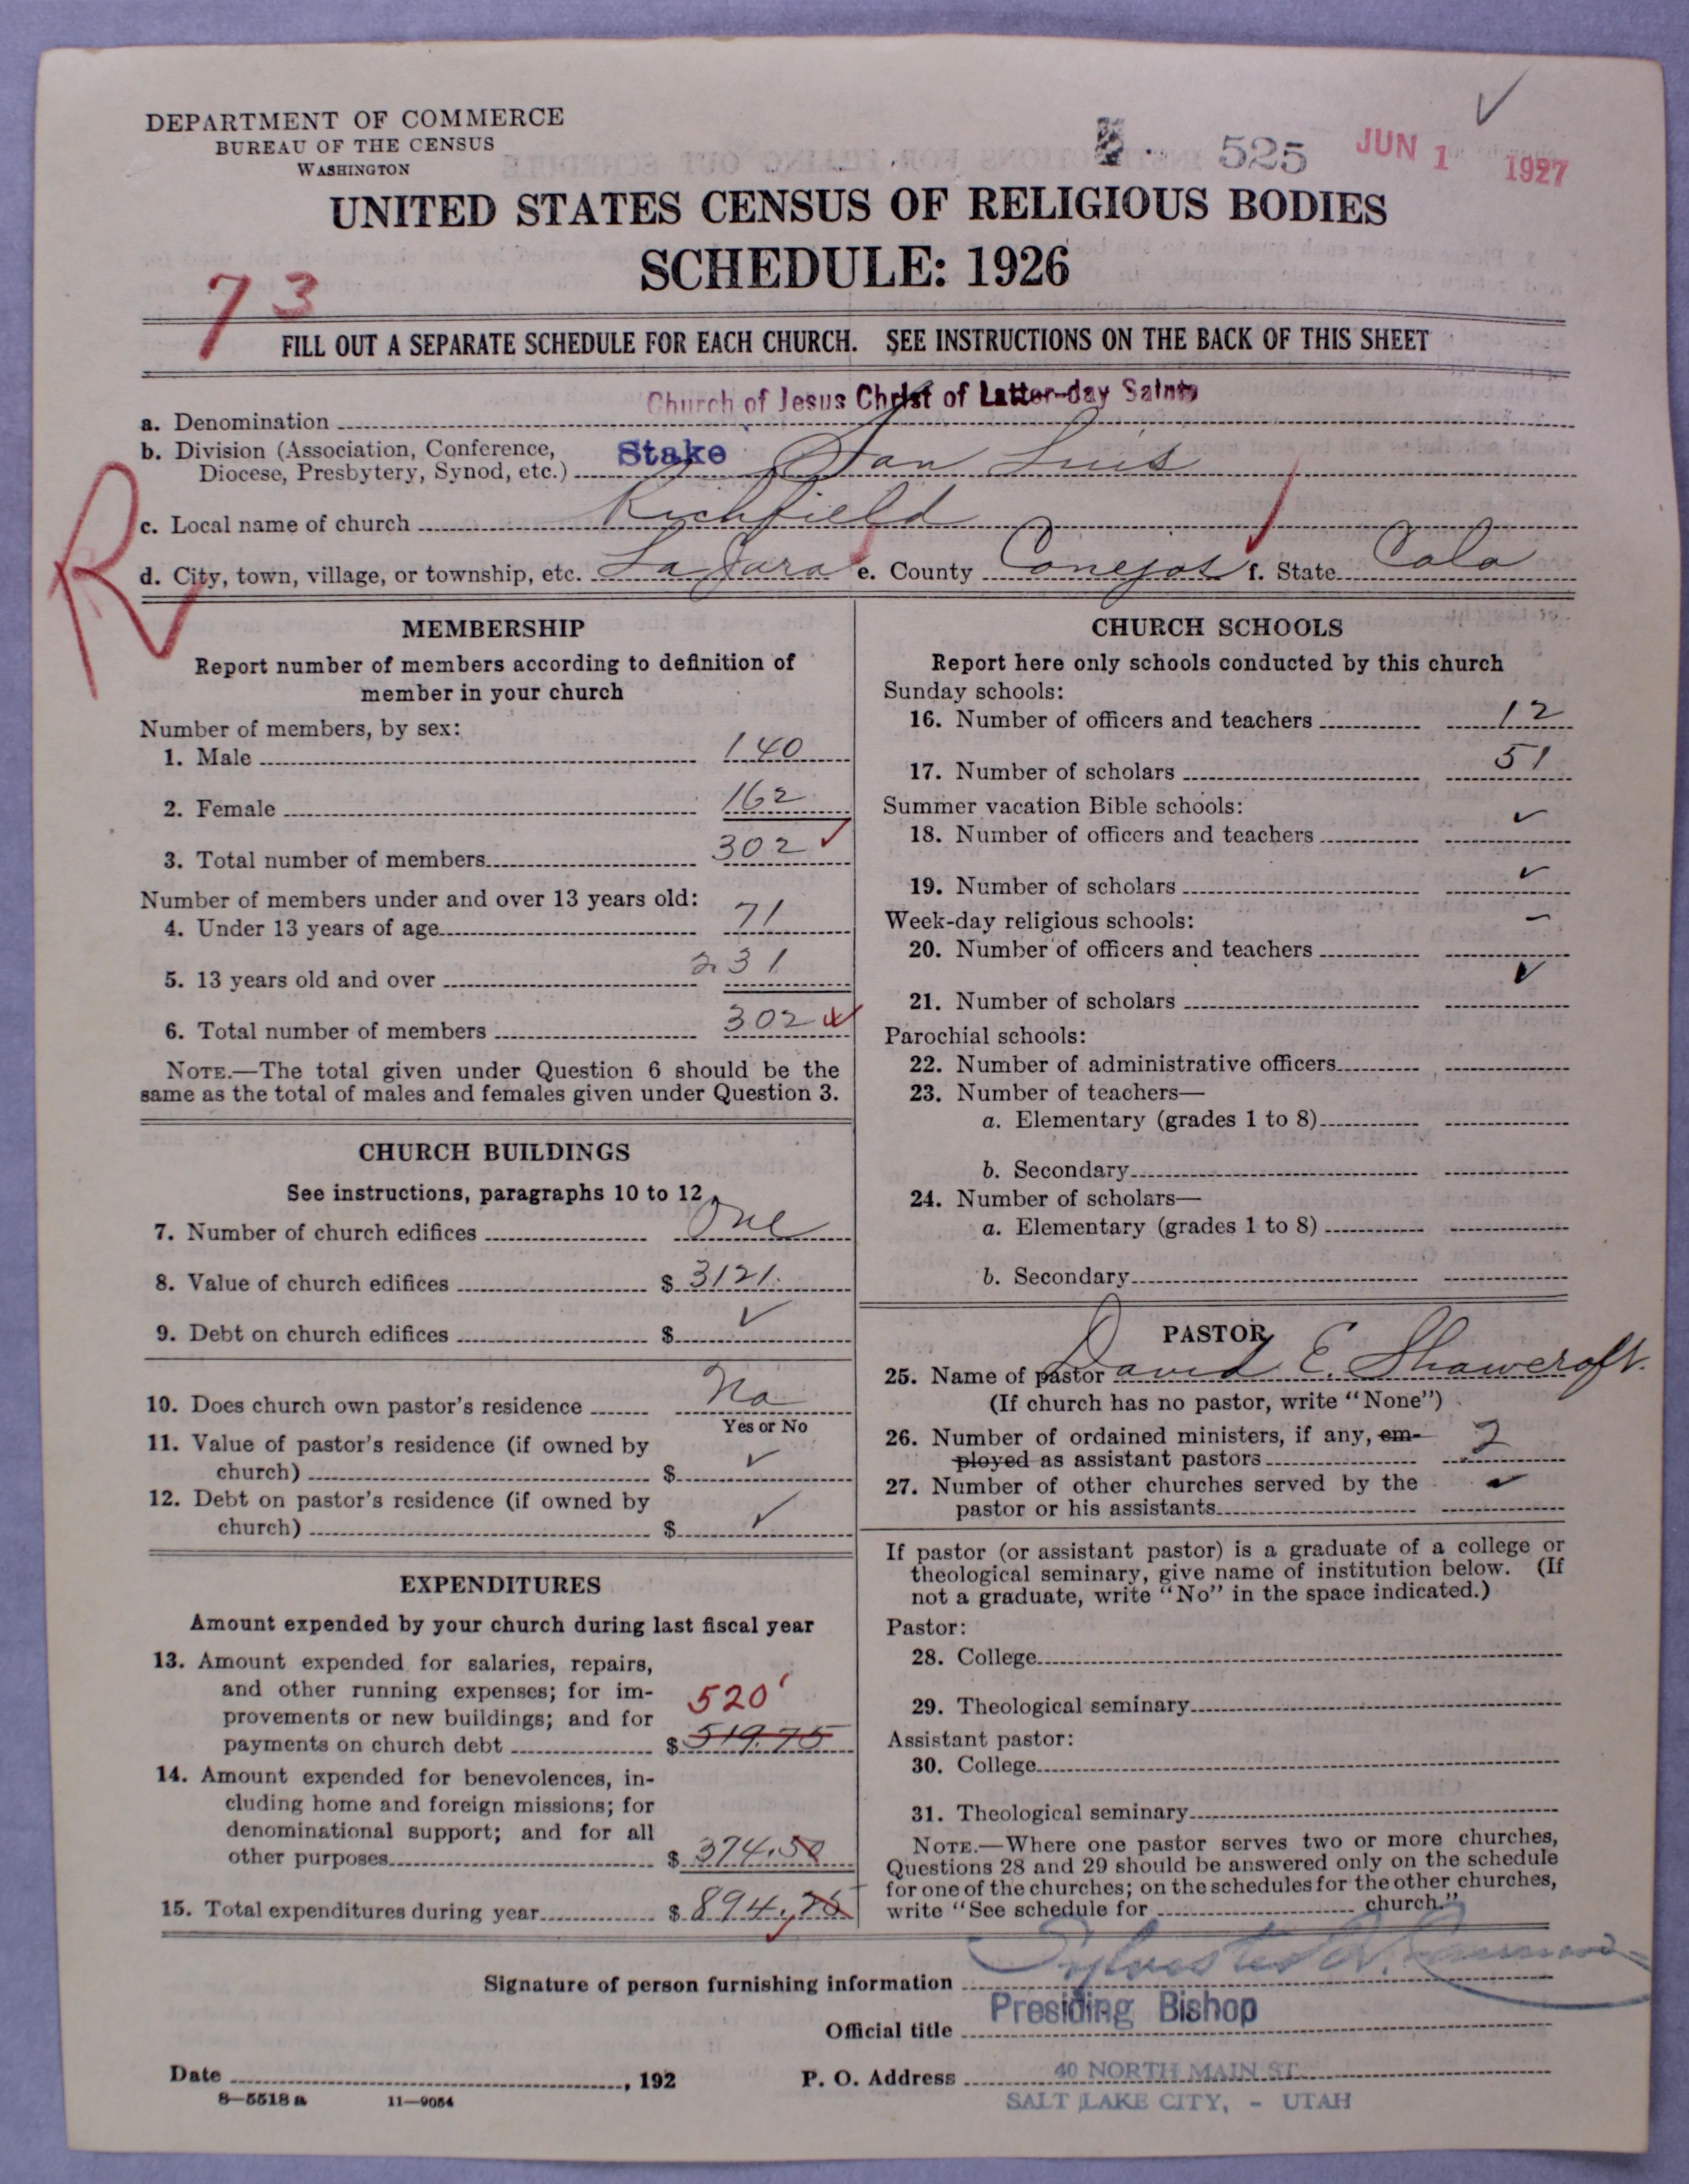 DEPARTMENT OF COMMERCE
BUREAU OF THE CENSUS
WASHINGTON
525 JUN 1 1927
UNITED STATES CENSUS OF RELIGIOUS BODIES
SCHEDULE: 1926
73
FILL OUT A SEPARATE SCHEDULE FOR EACH CHURCH. SEE INSTRUCTIONS ON THE BACK OF THIS SHEET
R
a. Denomination Church of Jesus Christ of Latter-day Saints
b. Division (Association, Conference, Diocese, Presbytery, Synod, etc.) Stake San Luis
c. Local name of church Richfield
d. City, town, village, or township, etc. La Jara e. County Conejos f. State Colo
MEMBERSHIP
Report number of members according to definition of
member in your church
Number of members, by sex:
1. Male 140
2. Female 162
3. Total number of members 302 ✓
Number of members under and over 13 years old:
4. Under 13 years of age 71
5. 13 years old and over 231
6. Total number of members 302 ✓
NOTE.—The total given under Question 6 should be the
same as the total of males and females given under Question 3.
CHURCH BUILDINGS
See instructions, paragraphs 10 to 12
7. Number of church edifices One
8. Value of church edifices $ 3121.
9. Debt on church edifices $ ✓
10. Does church own pastor's residence No
Yes or No
11. Value of pastor's residence (if owned by
church) $ ✓
12. Debt on pastor's residence (if owned by
church) $ ✓
EXPENDITURES
Amount expended by your church during last fiscal year
13. Amount expended for salaries, repairs,
and other running expenses; for im-
provements or new buildings; and for 520
payments on church debt $ 519.75
14. Amount expended for benevolences, in-
cluding home and foreign missions; for
denominational support; and for all
other purposes $ 374.50
15. Total expenditures during year $ 894.25
CHURCH SCHOOLS
Report here only schools conducted by this church
Sunday schools:
16. Number of officers and teachers 12
17. Number of scholars 51
Summer vacation Bible schools:
18. Number of officers and teachers ✓
19. Number of scholars ✓
Week-day religious schools:
20. Number of officers and teachers –
21. Number of scholars ✓
Parochial schools:
22. Number of administrative officers
23. Number of teachers—
a. Elementary (grades 1 to 8)
b. Secondary
24. Number of scholars—
a. Elementary (grades 1 to 8)
b. Secondary
PASTOR
25. Name of pastor David E. Shawcroft.
(If church has no pastor, write "None")
26. Number of ordained ministers, if any, em-
ployed as assistant pastors 2
27. Number of other churches served by the
pastor or his assistants ✓
If pastor (or assistant pastor) is a graduate of a college or
theological seminary, give name of institution below. (If
not a graduate, write "No" in the space indicated.)
Pastor:
28. College
29. Theological seminary
Assistant pastor:
30. College
31. Theological seminary
NOTE.—Where one pastor serves two or more churches,
Questions 28 and 29 should be answered only on the schedule
for one of the churches; on the schedules for the other churches,
write "See schedule for church."
Signature of person furnishing information Sylvester Q. Cannon
Official title Presiding Bishop
Date , 192 P. O. Address 40 NORTH MAIN ST.
8—5518 a 11—9054 SALT LAKE CITY, - UTAH